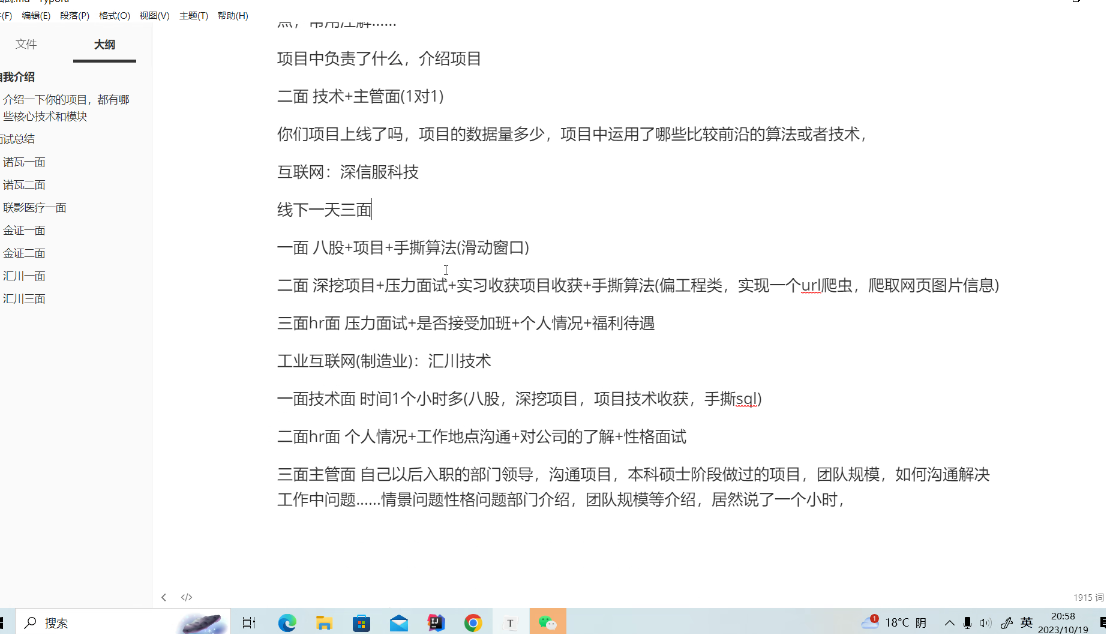 编辑(E) 段落(P) 格式(O) 视图(V) 主题(T) 帮助(H)
文件 大纲
自我介绍
介绍一下你的项目，都有哪
些核心技术和模块
面试总结
诺瓦一面
诺瓦二面
联影医疗一面
金证一面
金证二面
汇川一面
汇川三面
点，常用注解……
项目中负责了什么，介绍项目
二面 技术+主管面(1对1)
你们项目上线了吗，项目的数据量多少，项目中运用了哪些比较前沿的算法或者技术，
互联网：深信服科技
线下一天三面
一面 八股+项目+手撕算法(滑动窗口)
二面 深挖项目+压力面试+实习收获项目收获+手撕算法(偏工程类，实现一个url爬虫，爬取网页图片信息)
三面hr面 压力面试+是否接受加班+个人情况+福利待遇
工业互联网(制造业)：汇川技术
一面技术面 时间1个小时多(八股，深挖项目，项目技术收获，手撕sql)
二面hr面 个人情况+工作地点沟通+对公司的了解+性格面试
三面主管面 自己以后入职的部门领导，沟通项目，本科硕士阶段做过的项目，团队规模，如何沟通解决
工作中问题……情景问题性格问题部门介绍，团队规模等介绍，居然说了一个小时，
1915 词
搜索
18°C 阴
英
20:58
2023/10/19